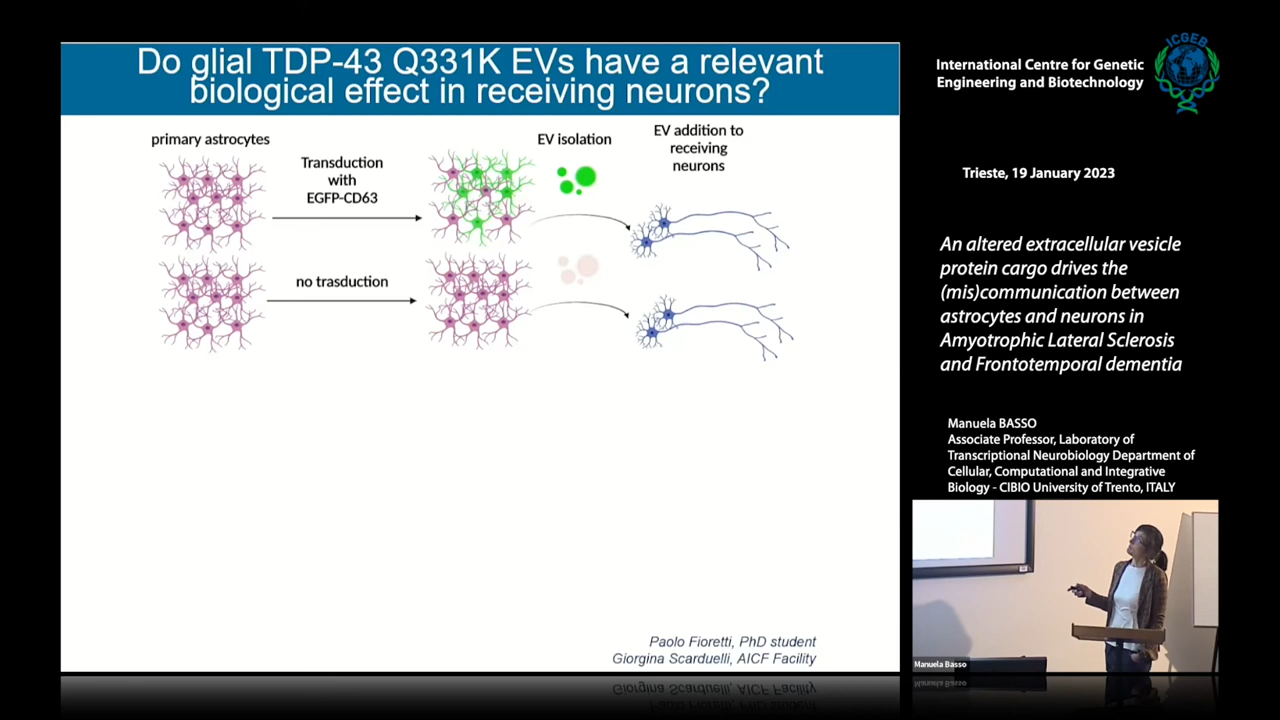 Do glial TDP-43 Q331K EVs have a relevant
biological effect in receiving neurons?
primary astrocytes
Transduction
with
EGFP-CD63
EV isolation
EV addition to
receiving
neurons
no trasduction
Paolo Fioretti, PhD student
Giorgina Scarduelli, AICF Facility
International Centre for Genetic
Engineering and Biotechnology
ICGEB
Trieste, 19 January 2023
An altered extracellular vesicle
protein cargo drives the
(mis)communication between
astrocytes and neurons in
Amyotrophic Lateral Sclerosis
and Frontotemporal dementia
Manuela BASSO
Associate Professor, Laboratory of
Transcriptional Neurobiology Department of
Cellular, Computational and Integrative
Biology - CIBIO University of Trento, ITALY
Manuela Basso